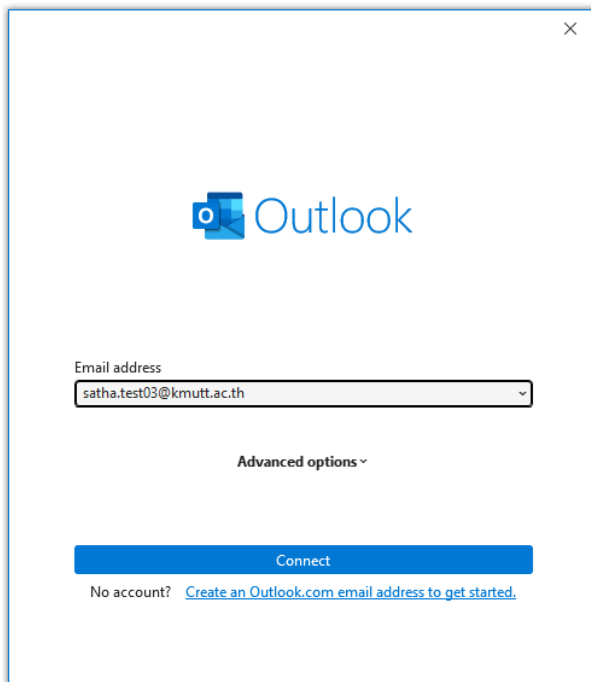 Outlook
Email address
satha.test03@kmutt.ac.th
Advanced options
Connect
No account? Create an Outlook.com email address to get started.